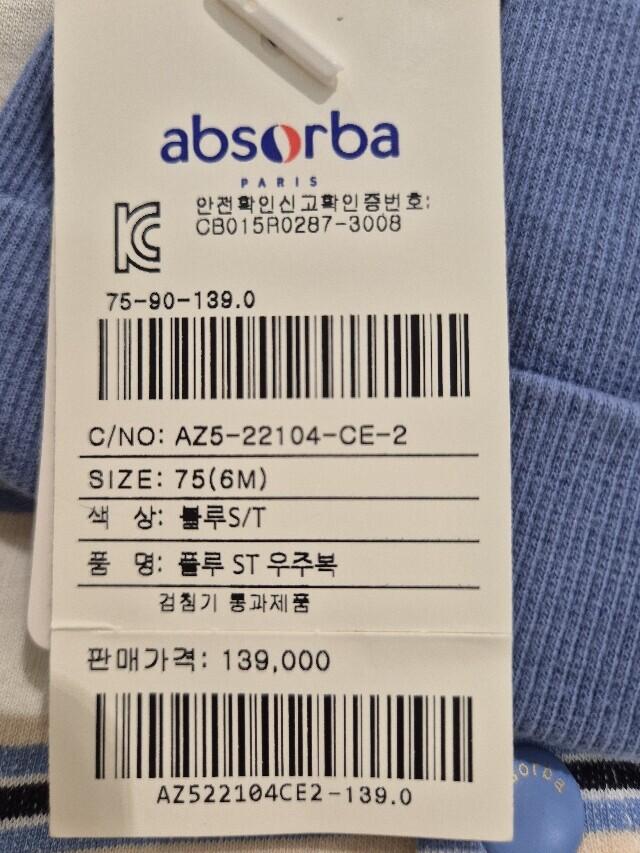 absorba
PARIS
안전확인신고확인증번호:
CB015R0287-3008
75-90-139.0
C/NO: AZ5-22104-CE-2
SIZE: 75(6M)
색 상: 블루S/T
품 명: 플루 ST 우주복
검침기 통과제품
판매가격: 139,000
AZ522104CE2-139.0